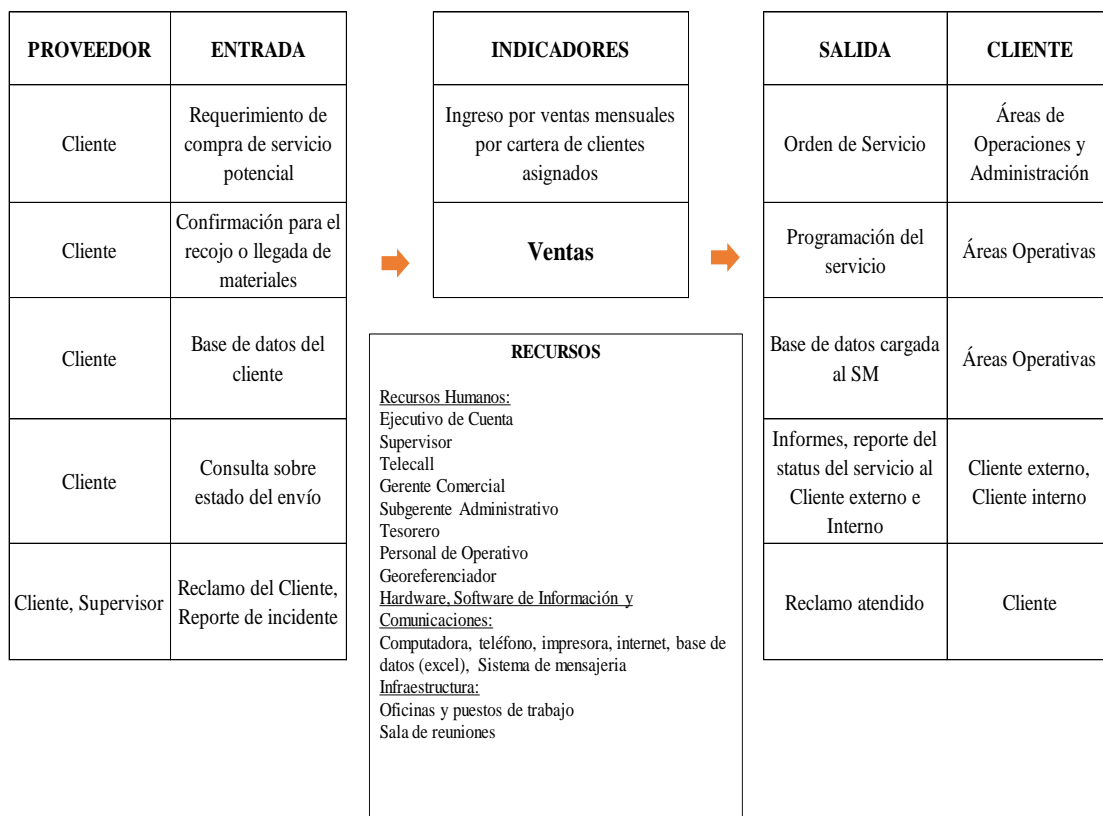 PROVEEDOR
ENTRADA
Cliente
Requerimiento de
compra de servicio
potencial
Cliente
Confirmación para el
recojo o llegada de
materiales
Cliente
Base de datos del
cliente
Cliente
Consulta sobre
estado del envío
Cliente, Supervisor
Reclamo del Cliente,
Reporte de incidente
INDICADORES
Ingreso por ventas mensuales
por cartera de clientes
asignados
Ventas
RECURSOS
Recursos Humanos:
Ejecutivo de Cuenta
Supervisor
Telecall
Gerente Comercial
Subgerente Administrativo
Tesorero
Personal de Operativo
Georeferenciador
Hardware, Software de Información y
Comunicaciones:
Computadora, teléfono, impresora, internet, base de
datos (excel), Sistema de mensajeria
Infraestructura:
Oficinas y puestos de trabajo
Sala de reuniones
SALIDA
CLIENTE
Orden de Servicio
Áreas de
Operaciones y
Administración
Programación del
servicio
Áreas Operativas
Base de datos cargada
al SM
Áreas Operativas
Informes, reporte del
status del servicio al
Cliente externo e
Interno
Cliente externo,
Cliente interno
Reclamo atendido
Cliente